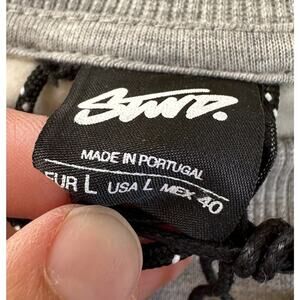 STWD.
MADE IN PORTUGAL
EUR L USA L MEX 40